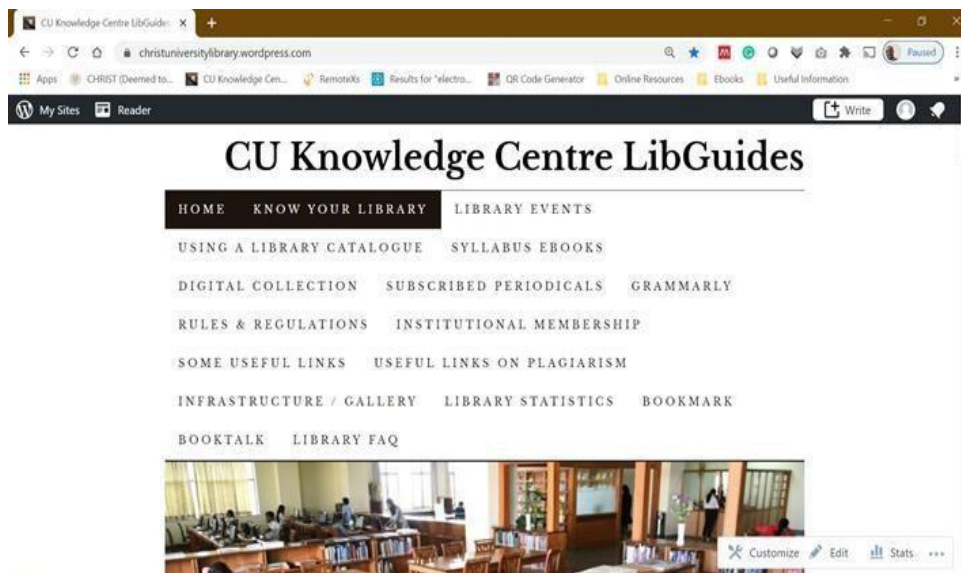 CU Knowledge Centre LibGuides
christuniversitylibrary.wordpress.com
Paused
Apps CHRIST (Deemed to... CU Knowledge Cen... RemoteXs Results for "electro... QR Code Generator Online Resources Ebooks Useful Information
My Sites Reader Write
CU Knowledge Centre LibGuides
HOME KNOW YOUR LIBRARY LIBRARY EVENTS
USING A LIBRARY CATALOGUE SYLLABUS EBOOKS
DIGITAL COLLECTION SUBSCRIBED PERIODICALS GRAMMARLY
RULES & REGULATIONS INSTITUTIONAL MEMBERSHIP
SOME USEFUL LINKS USEFUL LINKS ON PLAGIARISM
INFRASTRUCTURE / GALLERY LIBRARY STATISTICS BOOKMARK
BOOKTALK LIBRARY FAQ
Customize Edit Stats